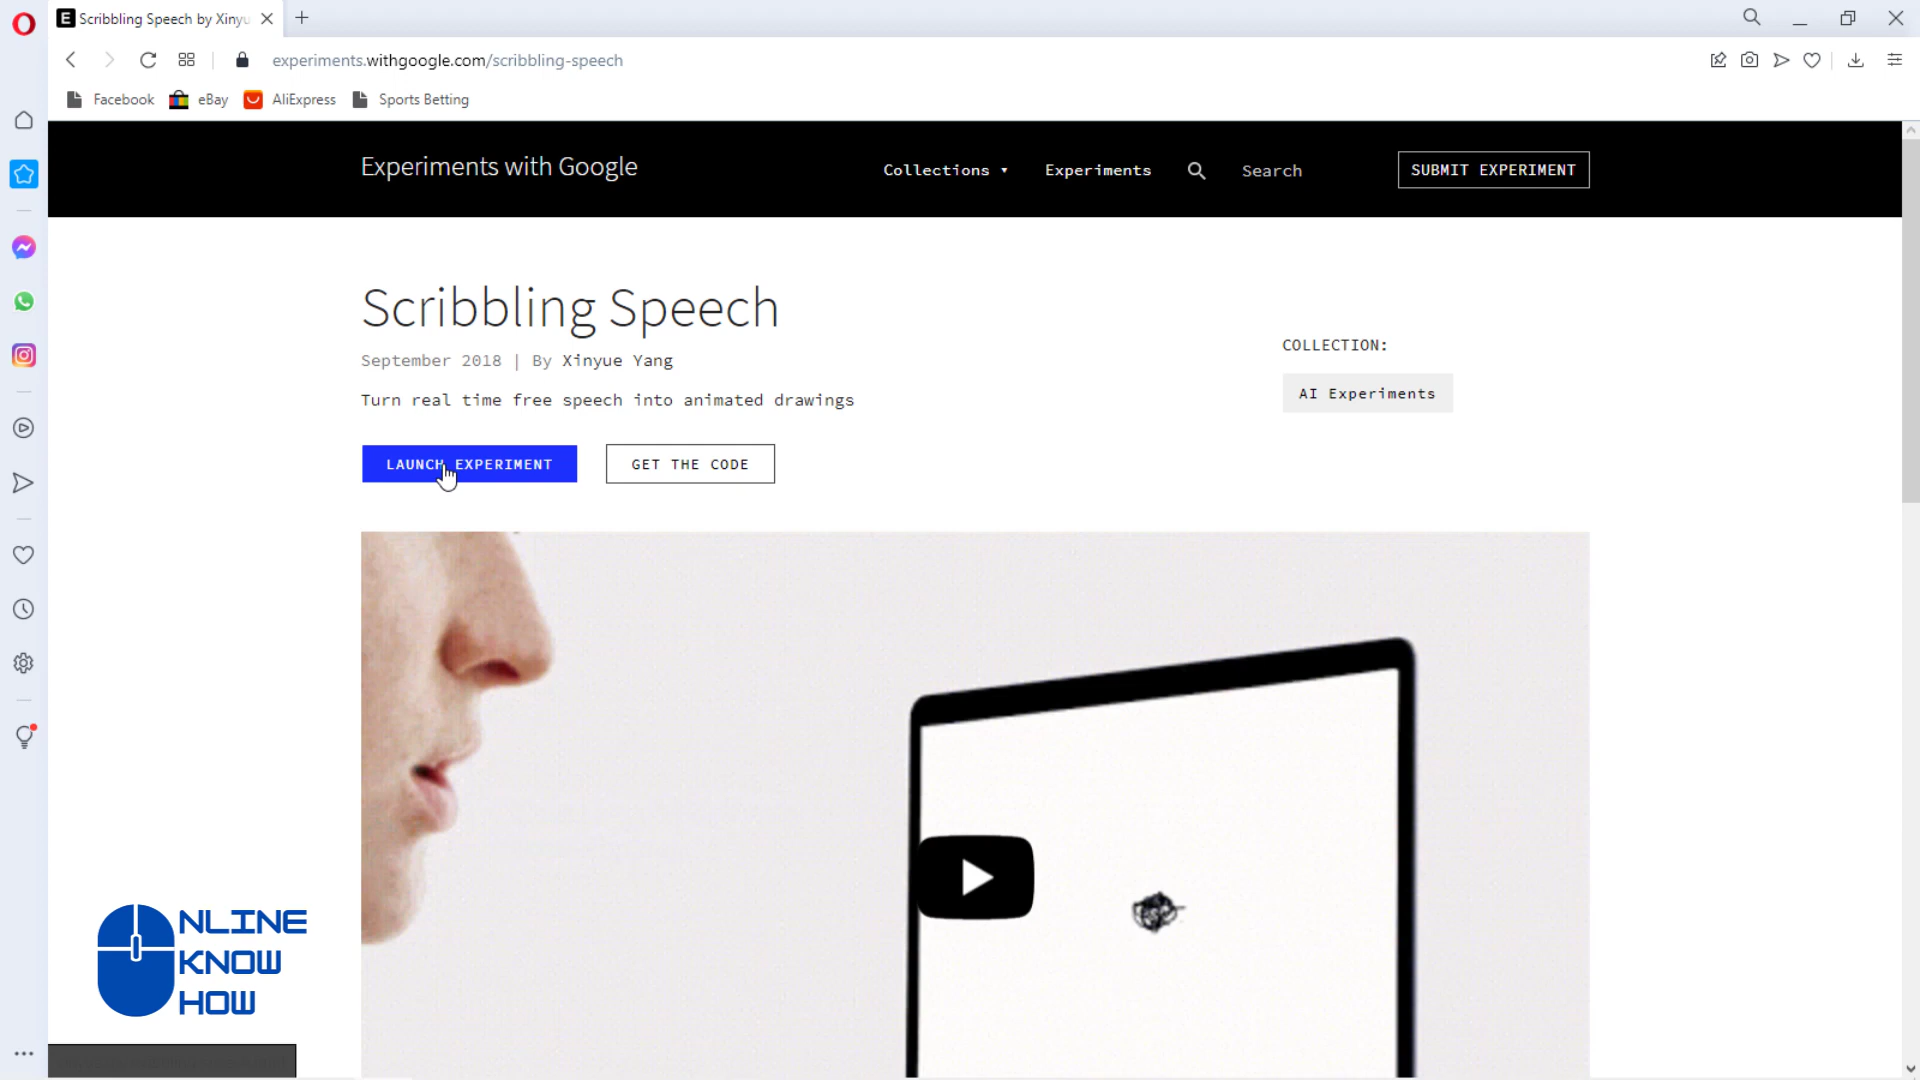 Scribbling Speech by Xinyu
experiments.withgoogle.com/scribbling-speech
Facebook eBay AliExpress Sports Betting
Experiments with Google Collections Experiments Search SUBMIT EXPERIMENT
Scribbling Speech
September 2018 | By Xinyue Yang
Turn real time free speech into animated drawings
COLLECTION:
AI Experiments
LAUNCH EXPERIMENT GET THE CODE
NLINE
KNOW
HOW